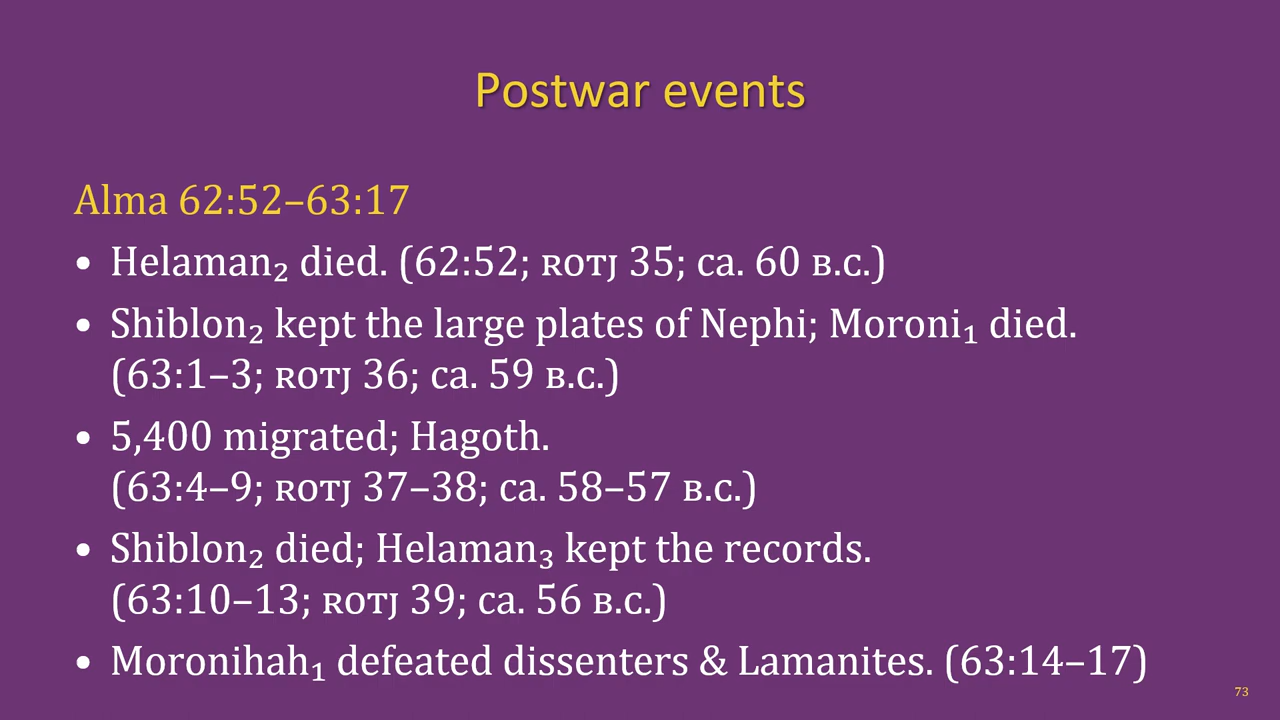 Postwar events
Alma 62:52–63:17
• Helaman₂ died. (62:52; ROTJ 35; ca. 60 B.C.)
• Shiblon₂ kept the large plates of Nephi; Moroni₁ died.
(63:1–3; ROTJ 36; ca. 59 B.C.)
• 5,400 migrated; Hagoth.
(63:4–9; ROTJ 37–38; ca. 58–57 B.C.)
• Shiblon₂ died; Helaman₃ kept the records.
(63:10–13; ROTJ 39; ca. 56 B.C.)
• Moronihah₁ defeated dissenters & Lamanites. (63:14–17)
73